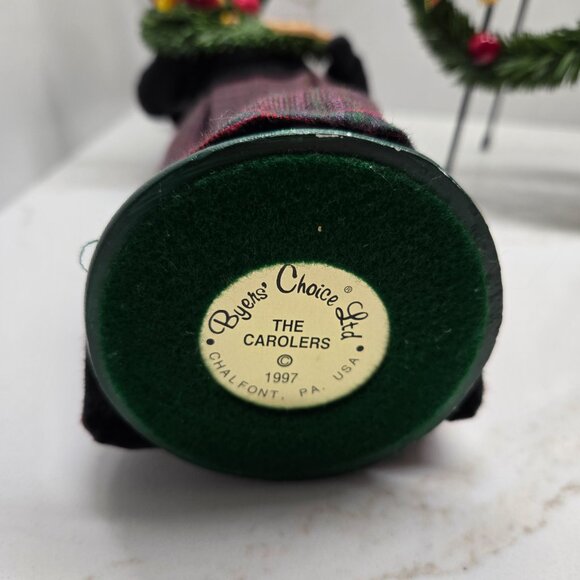 Byers' Choice Ltd ®
THE
CAROLERS
©
1997
• CHALFONT, PA. USA •